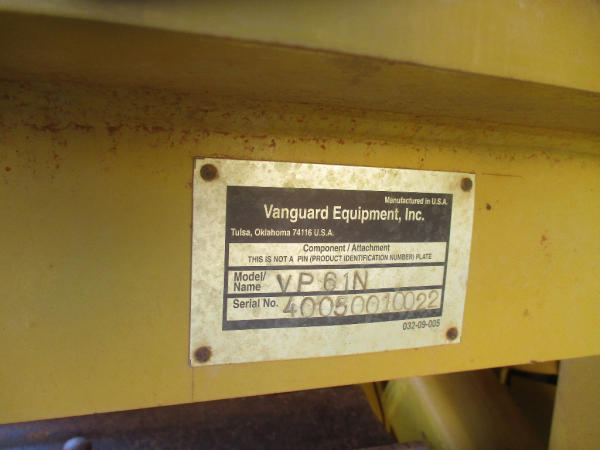 Manufactured in U.S.A.
Vanguard Equipment, Inc.
Tulsa, Oklahoma 74116 U.S.A.
Component / Attachment
THIS IS NOT A PIN (PRODUCT IDENTIFICATION NUMBER) PLATE
Model/ Name VP61N
Serial No. 40050010022
032-09-005